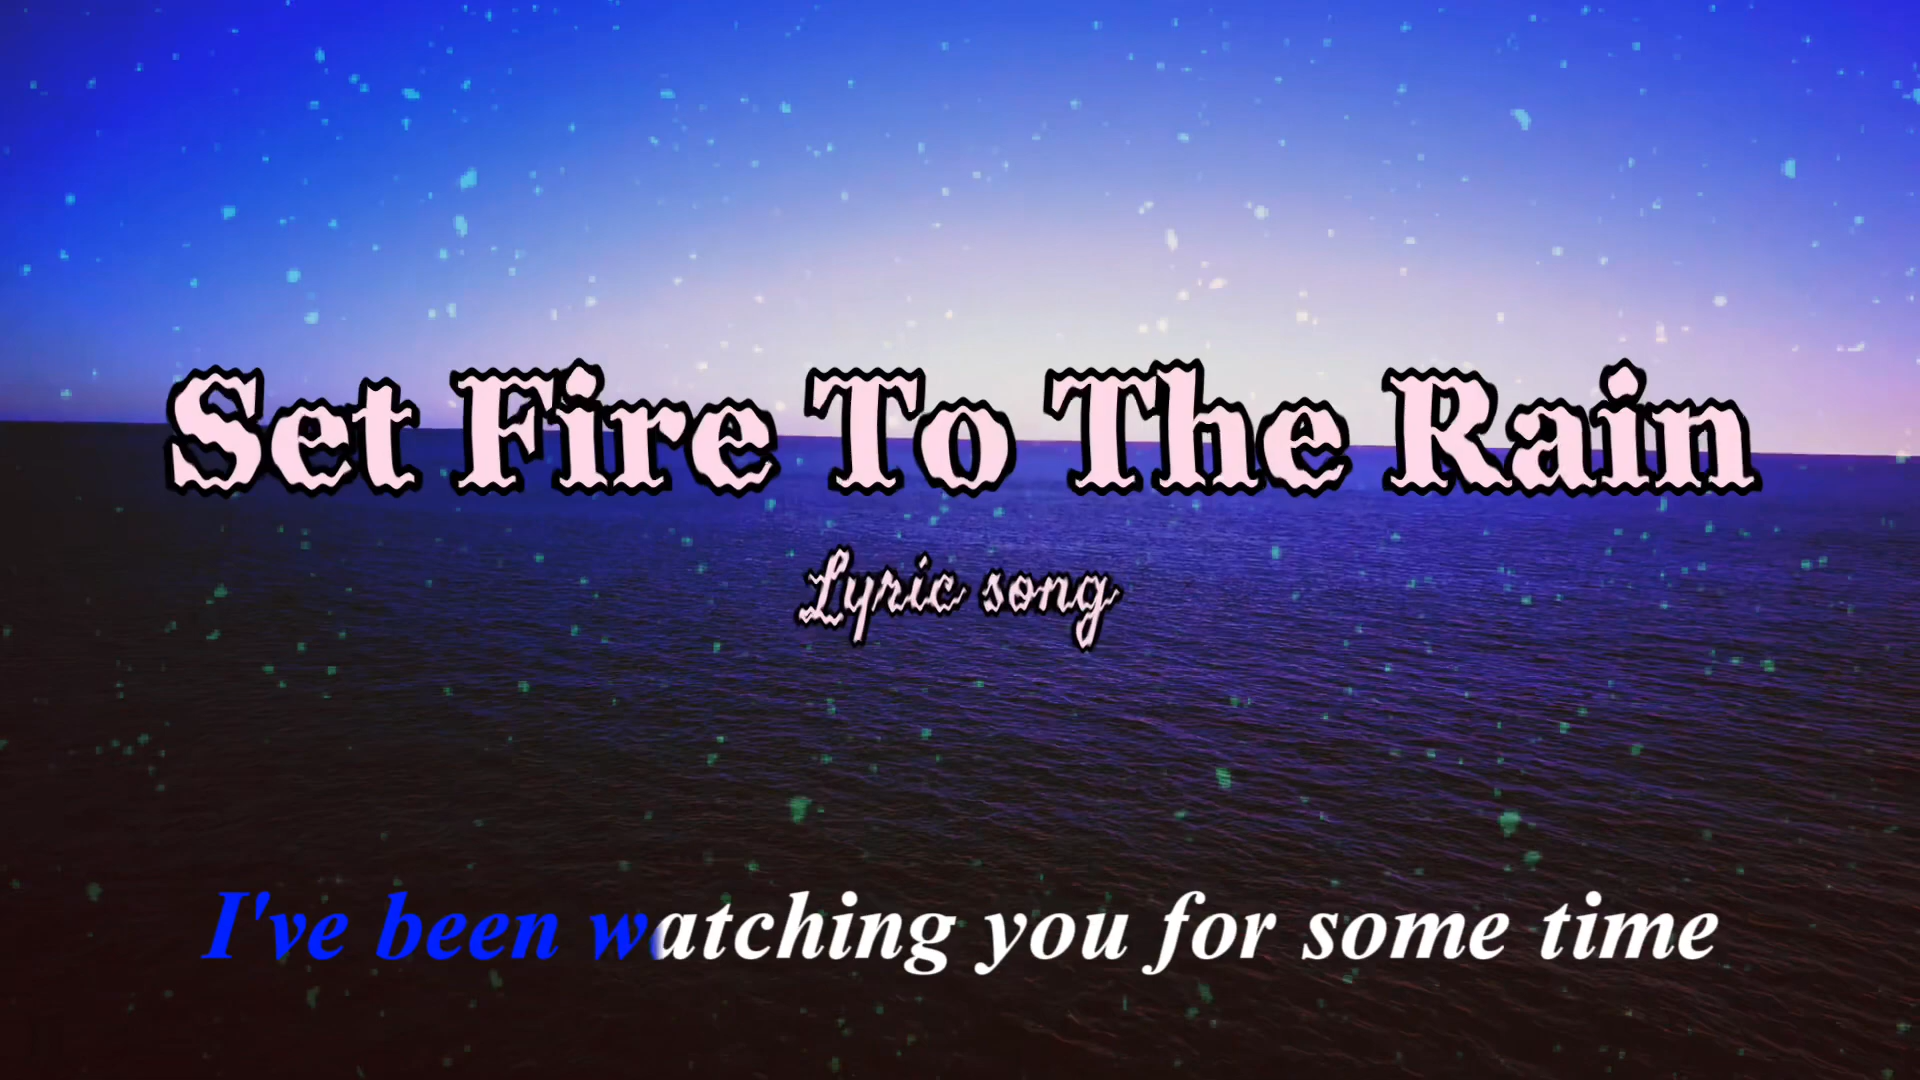 Set Fire To The Rain
Lyric song
I've been watching you for some time